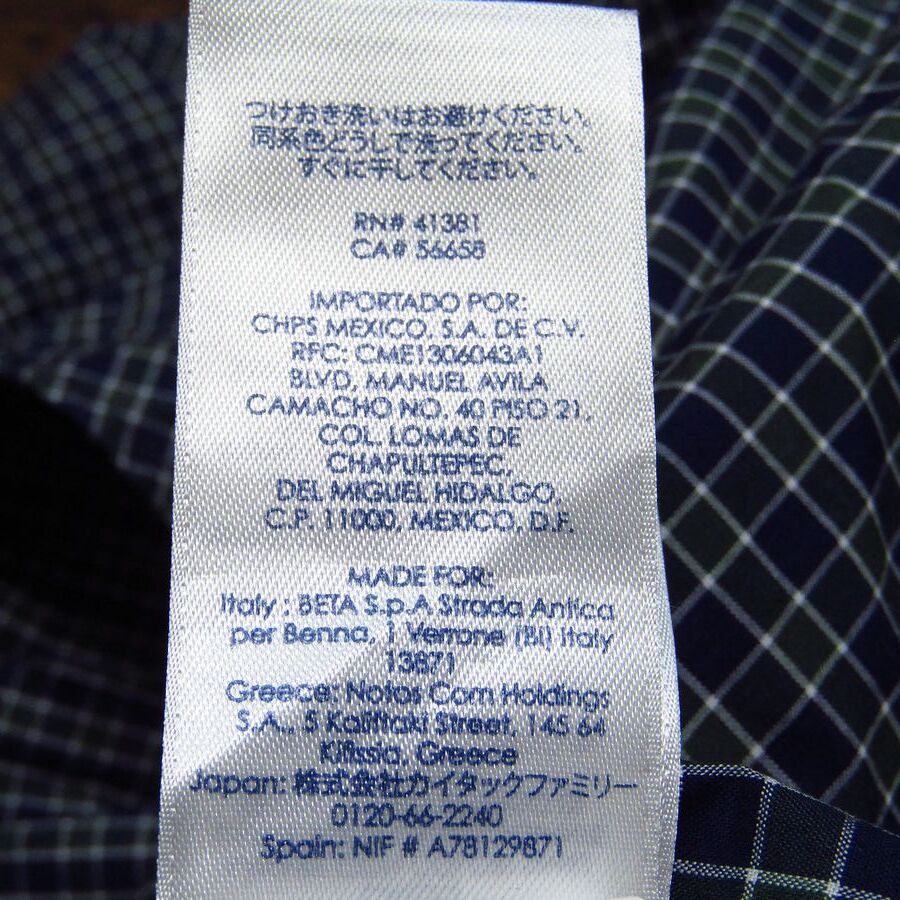 つけおき洗いはお避けください。
同系色どうしで洗ってください。
すぐに干してください。
RN# 41381
CA# 56658
IMPORTADO POR:
CHPS MEXICO, S.A. DE C.V.
RFC: CME1306043A1
BLVD. MANUEL AVILA
CAMACHO NO. 40 PISO 21,
COL. LOMAS DE
CHAPULTEPEC,
DEL MIGUEL HIDALGO,
C.P. 11000, MEXICO, D.F.
MADE FOR:
Italy : BETA S.p.A Strada Antica
per Benna, 1 Verrone (BI) Italy
13871
Greece: Notos Com Holdings
S.A., 5 Kaliftaki Street, 145 64
Kifissia, Greece
Japan: 株式会社カイタックファミリー
0120-66-2240
Spain: NIF # A78129871